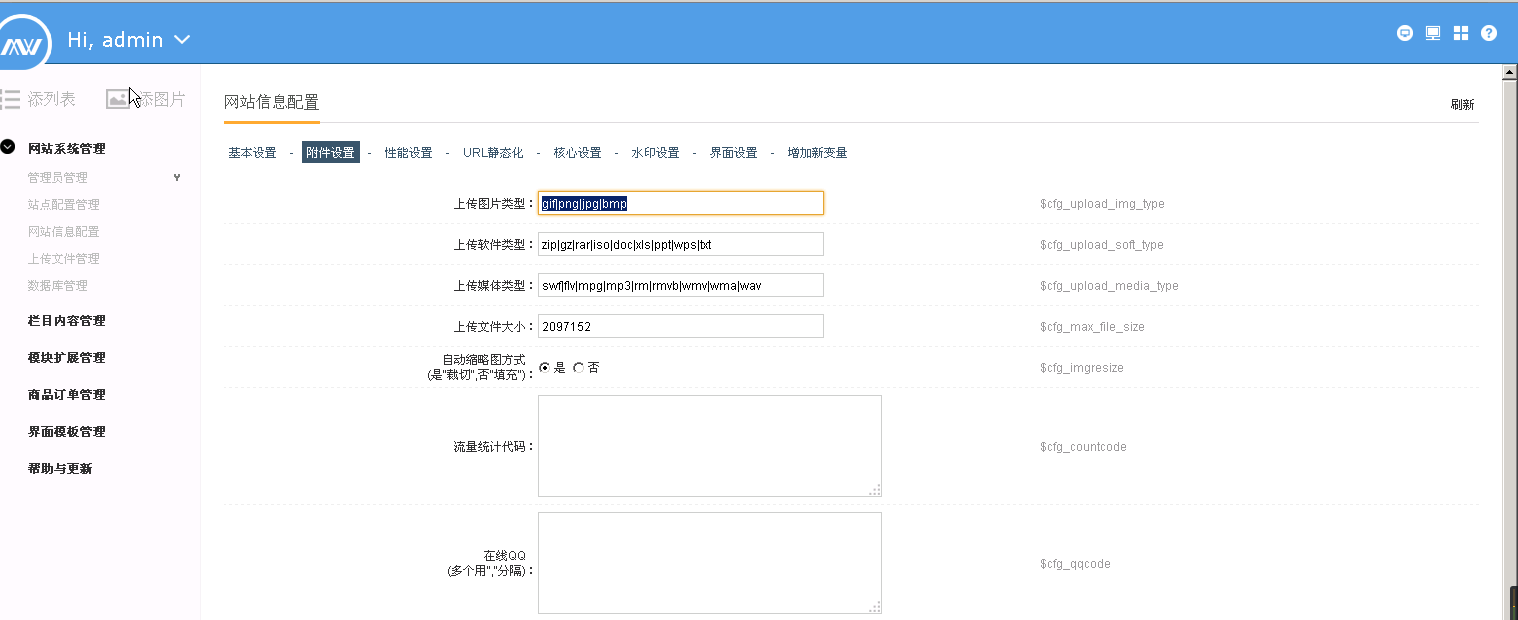 Hi, admin
添列表
添图片
网站系统管理
管理员管理
站点配置管理
网站信息配置
上传文件管理
数据库管理
栏目内容管理
模块扩展管理
商品订单管理
界面模板管理
帮助与更新
网站信息配置
刷新
基本设置 - 附件设置 - 性能设置 - URL静态化 - 核心设置 - 水印设置 - 界面设置 - 增加新变量
上传图片类型: gif|png|jpg|bmp $cfg_upload_img_type
上传软件类型: zip|gz|rar|iso|doc|xls|ppt|wps|txt $cfg_upload_soft_type
上传媒体类型: swf|flv|mpg|mp3|rm|rmvb|wmv|wma|wav $cfg_upload_media_type
上传文件大小: 2097152 $cfg_max_file_size
自动缩略图方式
(是"裁切",否"填充"): 是 否 $cfg_imgresize
流量统计代码: $cfg_countcode
在线QQ
(多个用","分隔): $cfg_qqcode